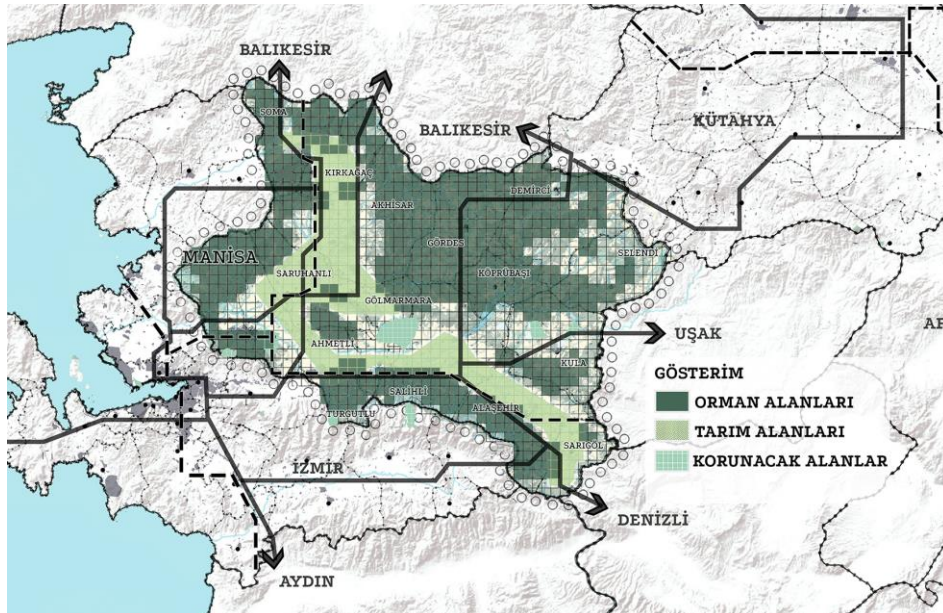 BALIKESİR
SOMA
BALIKESİR
KÜTAHYA
KIRKAĞAÇ
DEMİRCİ
AKHİSAR
GÖRDES
SELENDİ
MANİSA
KÖPRÜBAŞI
SARUHANLI
GÖLMARMARA
UŞAK
AHMETLİ
KULA
GÖSTERİM
ORMAN ALANLARI
TARIM ALANLARI
KORUNACAK ALANLAR
SALİHLİ
ALAŞEHİR
TURGUTLU
SARIGÖL
İZMİR
DENİZLİ
AYDIN